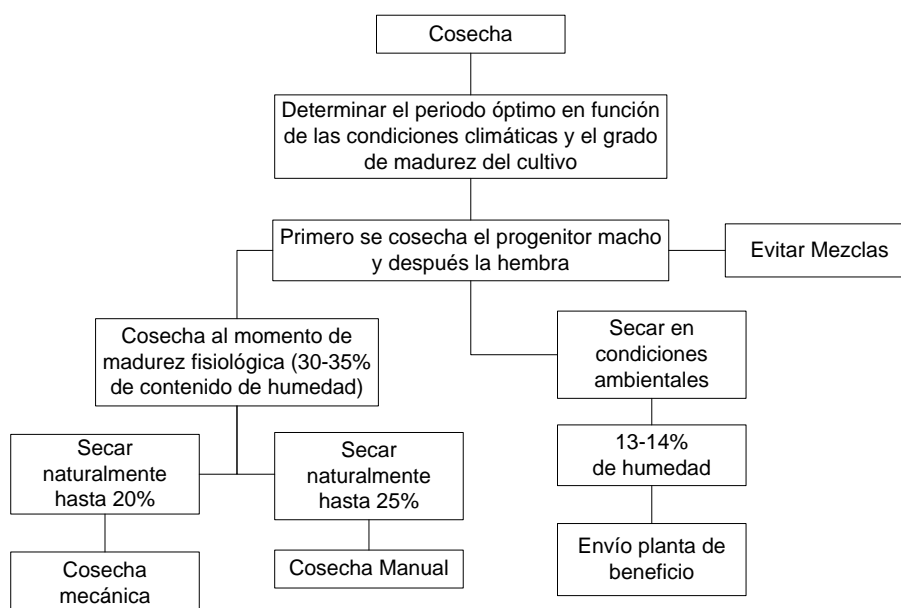 Cosecha
Determinar el periodo óptimo en función
de las condiciones climáticas y el grado
de madurez del cultivo
Primero se cosecha el progenitor macho
y después la hembra
Evitar Mezclas
Cosecha al momento de
madurez fisiológica (30-35%
de contenido de humedad)
Secar en
condiciones
ambientales
Secar
naturalmente
hasta 20%
Secar
naturalmente
hasta 25%
13-14%
de humedad
Cosecha
mecánica
Cosecha Manual
Envío planta de
beneficio